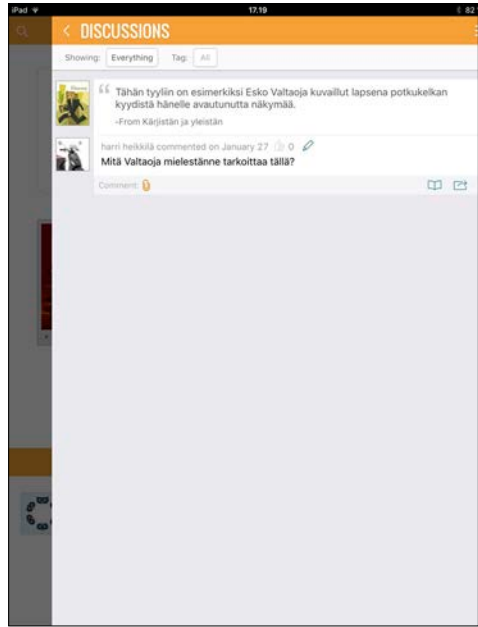 iPad 17.19 82
< DISCUSSIONS
Showing: Everything Tag: All
“ Tähän tyyliin on esimerkiksi Esko Valtaoja kuvaillut lapsena potkukelkan
kyydistä hänelle avautunutta näkymää.
-From Kärjistän ja yleistän
harri heikkilä commented on January 27 0
Mitä Valtaoja mielestänne tarkoittaa tällä?
Comment: